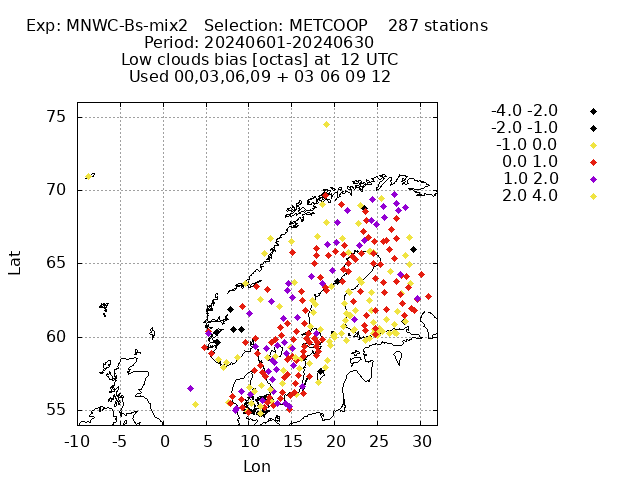 Exp: MNWC-Bs-mix2 Selection: METCOOP 287 stations
Period: 20240601-20240630
Low clouds bias [octas] at 12 UTC
Used 00,03,06,09 + 03 06 09 12
-4.0 -2.0
-2.0 -1.0
-1.0 0.0
0.0 1.0
1.0 2.0
2.0 4.0
75
70
65
60
55
Lat
-10 -5 0 5 10 15 20 25 30
Lon